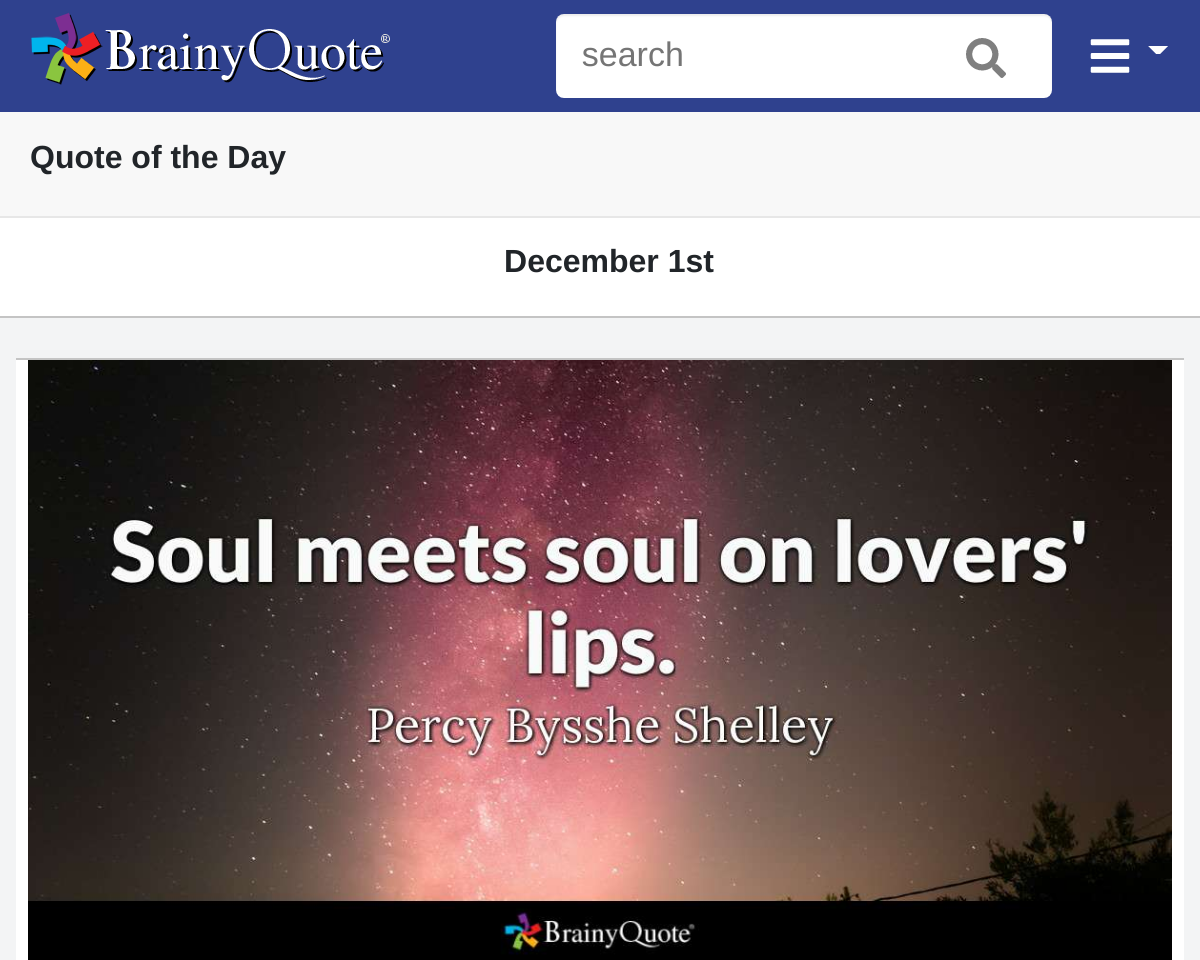 BrainyQuote®
search
Quote of the Day
December 1st
Soul meets soul on lovers'
lips.
Percy Bysshe Shelley
BrainyQuote®